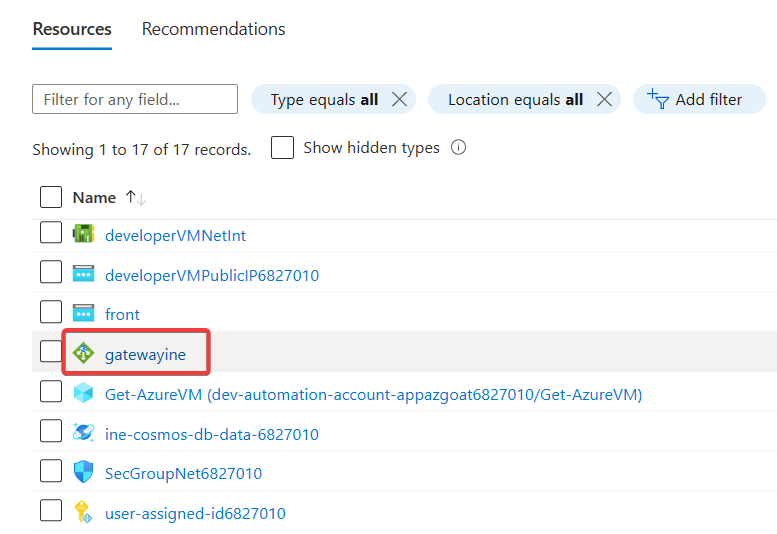 Resources Recommendations
Filter for any field... Type equals all Location equals all Add filter
Showing 1 to 17 of 17 records. Show hidden types
Name
developerVMNetInt
developerVMPublicIP6827010
front
gatewayine
Get-AzureVM (dev-automation-account-appazgoat6827010/Get-AzureVM)
ine-cosmos-db-data-6827010
SecGroupNet6827010
user-assigned-id6827010